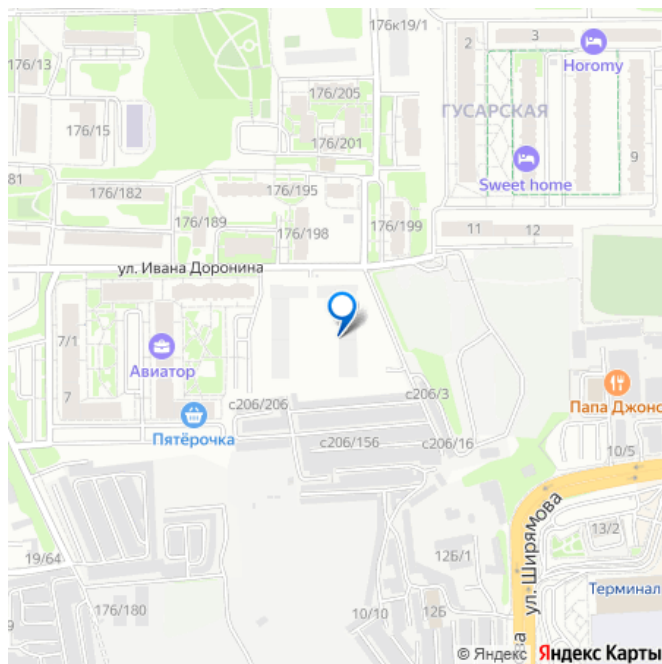 176к19/1
2
3
Horomy
176/13
176/205
ГУСАРСКАЯ
176/15
176/201
9
Sweet home
81
176/182
176/195
176/189
176/198
176/199
11
12
ул. Ивана Доронина
7/1
Авиатор
7
с206/206
с206/3
Папа Джонс
Пятёрочка
с206/156
с206/16
10/5
ул. Ширямова
13/2
19/64
12Б/1
Терминал
176/180
10/10
12Б
ва
© Яндекс Яндекс Карты